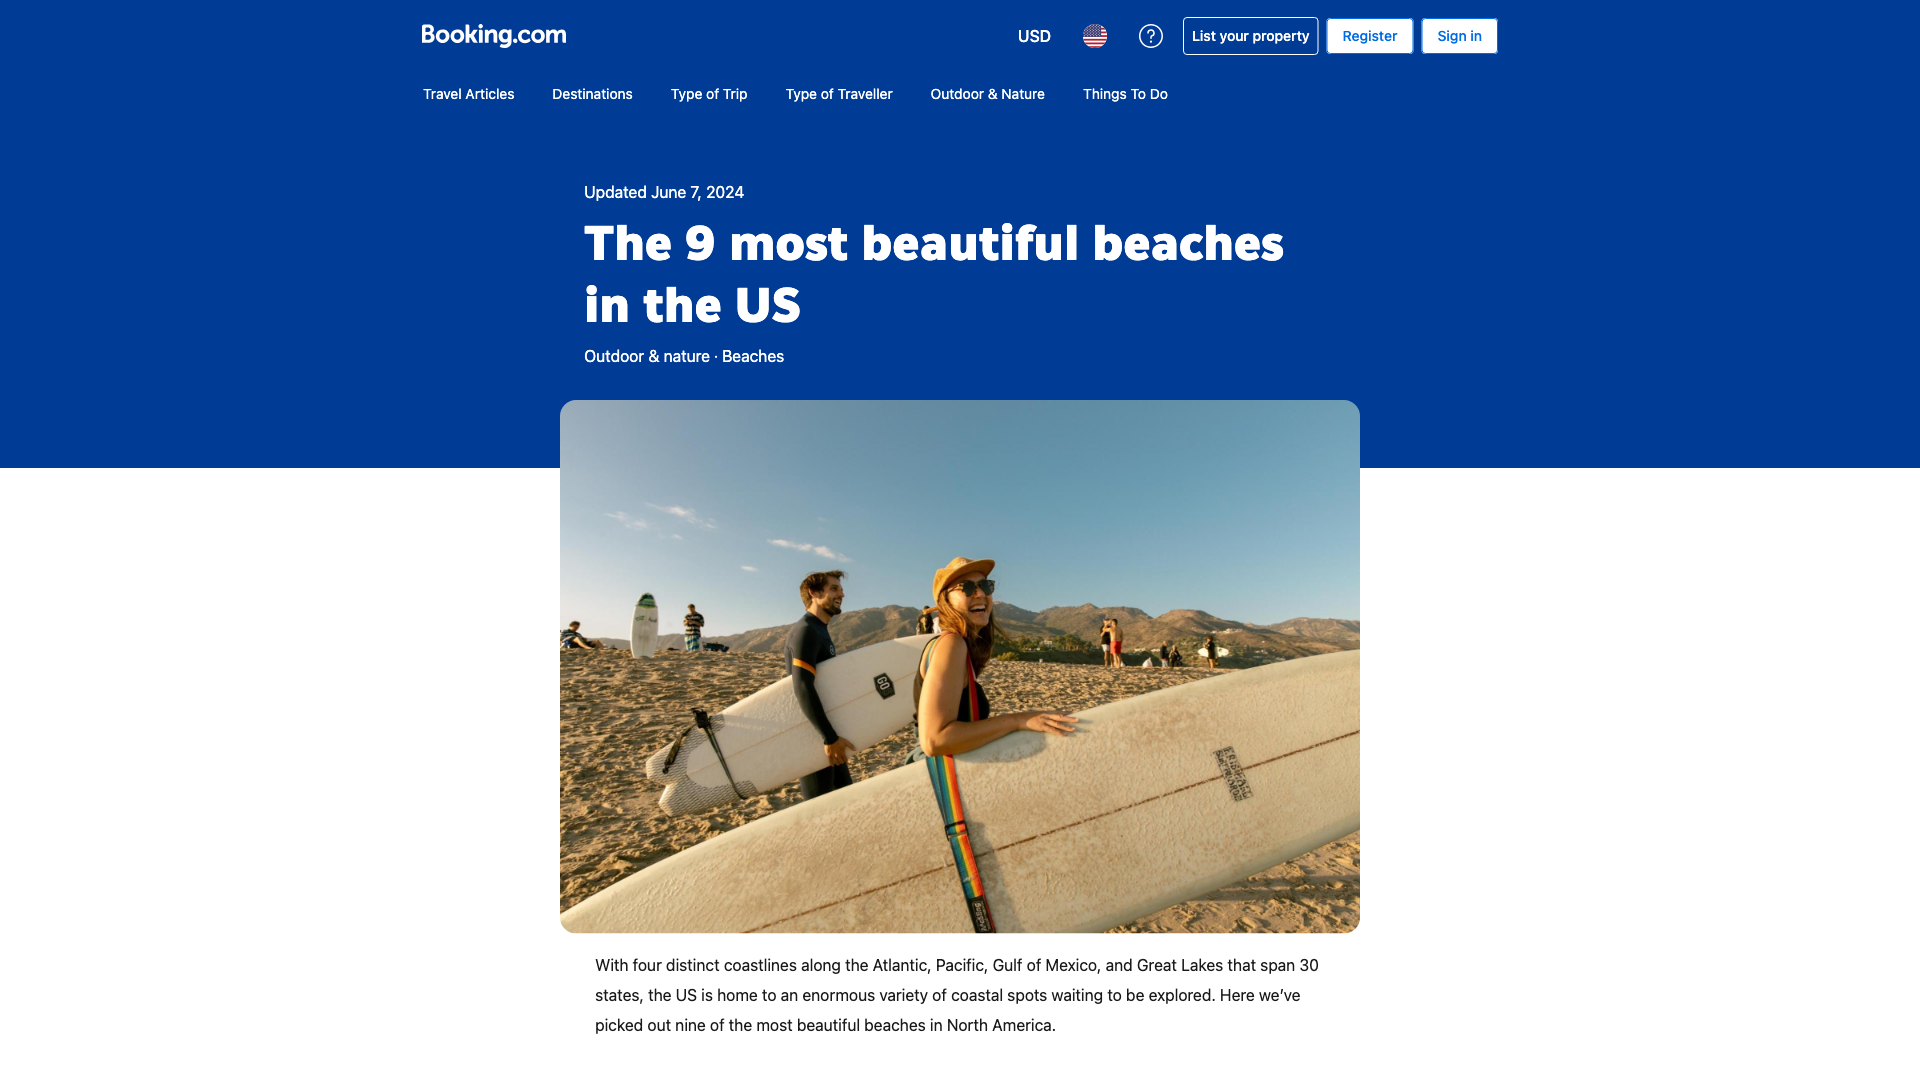 Booking.com
USD
List your property
Register
Sign in
Travel Articles
Destinations
Type of Trip
Type of Traveller
Outdoor & Nature
Things To Do
Updated June 7, 2024
The 9 most beautiful beaches
in the US
Outdoor & nature · Beaches
GO
With four distinct coastlines along the Atlantic, Pacific, Gulf of Mexico, and Great Lakes that span 30
states, the US is home to an enormous variety of coastal spots waiting to be explored. Here we’ve
picked out nine of the most beautiful beaches in North America.